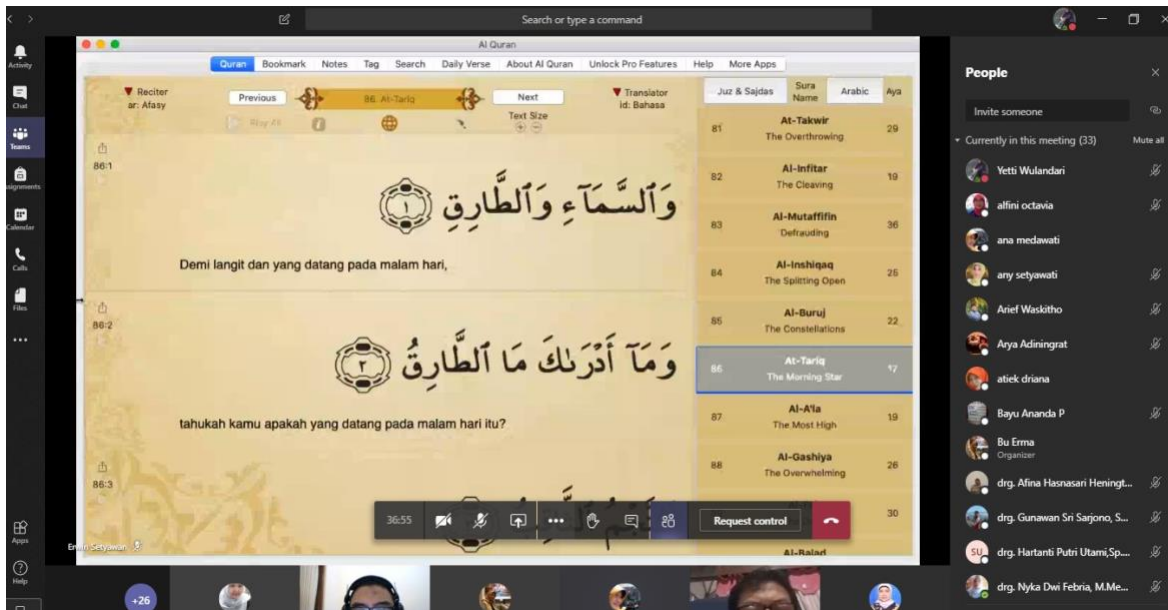 Search or type a command
Activity
Chat
Teams
Assignments
Calendar
Calls
Files
Apps
Help
Al Quran
Quran Bookmark Notes Tag Search Daily Verse About Al Quran Unlock Pro Features Help More Apps
Reciter
ar: Afasy
Previous
86. At-Tariq
Next
Translator
id: Bahasa
Play All
Text Size
86:1
وَٱلسَّمَآءِ وَٱلطَّارِقِ ١
Demi langit dan yang datang pada malam hari,
86:2
وَمَآ أَدْرَىٰكَ مَا ٱلطَّارِقُ ٢
tahukah kamu apakah yang datang pada malam hari itu?
86:3
Juz & Sajdas
Sura Name
Arabic
Aya
81 At-Takwir 29
The Overthrowing
82 Al-Infitar 19
The Cleaving
83 Al-Mutaffifin 36
Defrauding
84 Al-Inshiqaq 25
The Splitting Open
85 Al-Buruj 22
The Constellations
86 At-Tariq 17
The Morning Star
87 Al-A'la 19
The Most High
88 Al-Gashiya 26
The Overwhelming
30
Al-Balad
36:55
Request control
Erwin Setyawan
+26
People
Invite someone
Currently in this meeting (33) Mute all
Yetti Wulandari
alfini octavia
ana medawati
any setyawati
Arief Waskitho
Arya Adiningrat
atiek driana
Bayu Ananda P
Bu Erma
Organizer
drg. Afina Hasnasari Heningt...
drg. Gunawan Sri Sarjono, S...
SU drg. Hartanti Putri Utami,Sp....
drg. Nyka Dwi Febria, M.Me...